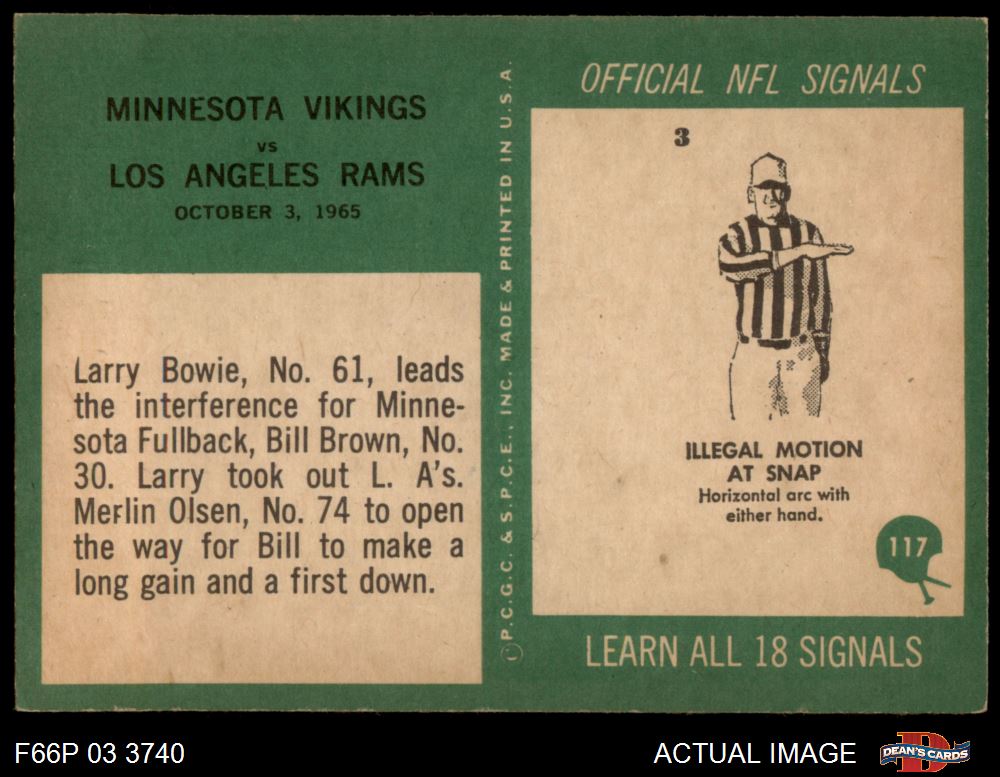 MINNESOTA VIKINGS
VS
LOS ANGELES RAMS
OCTOBER 3, 1965
Larry Bowie, No. 61, leads
the interference for Minne-
sota Fullback, Bill Brown, No.
30. Larry took out L. A's.
Merlin Olsen, No. 74 to open
the way for Bill to make a
long gain and a first down.
©P.C.G.C. & S.P.C.E., INC. MADE & PRINTED IN U.S.A.
OFFICIAL NFL SIGNALS
3
ILLEGAL MOTION
AT SNAP
Horizontal arc with
either hand.
117
LEARN ALL 18 SIGNALS
F66P 03 3740
ACTUAL IMAGE
D
DEAN'S CARDS